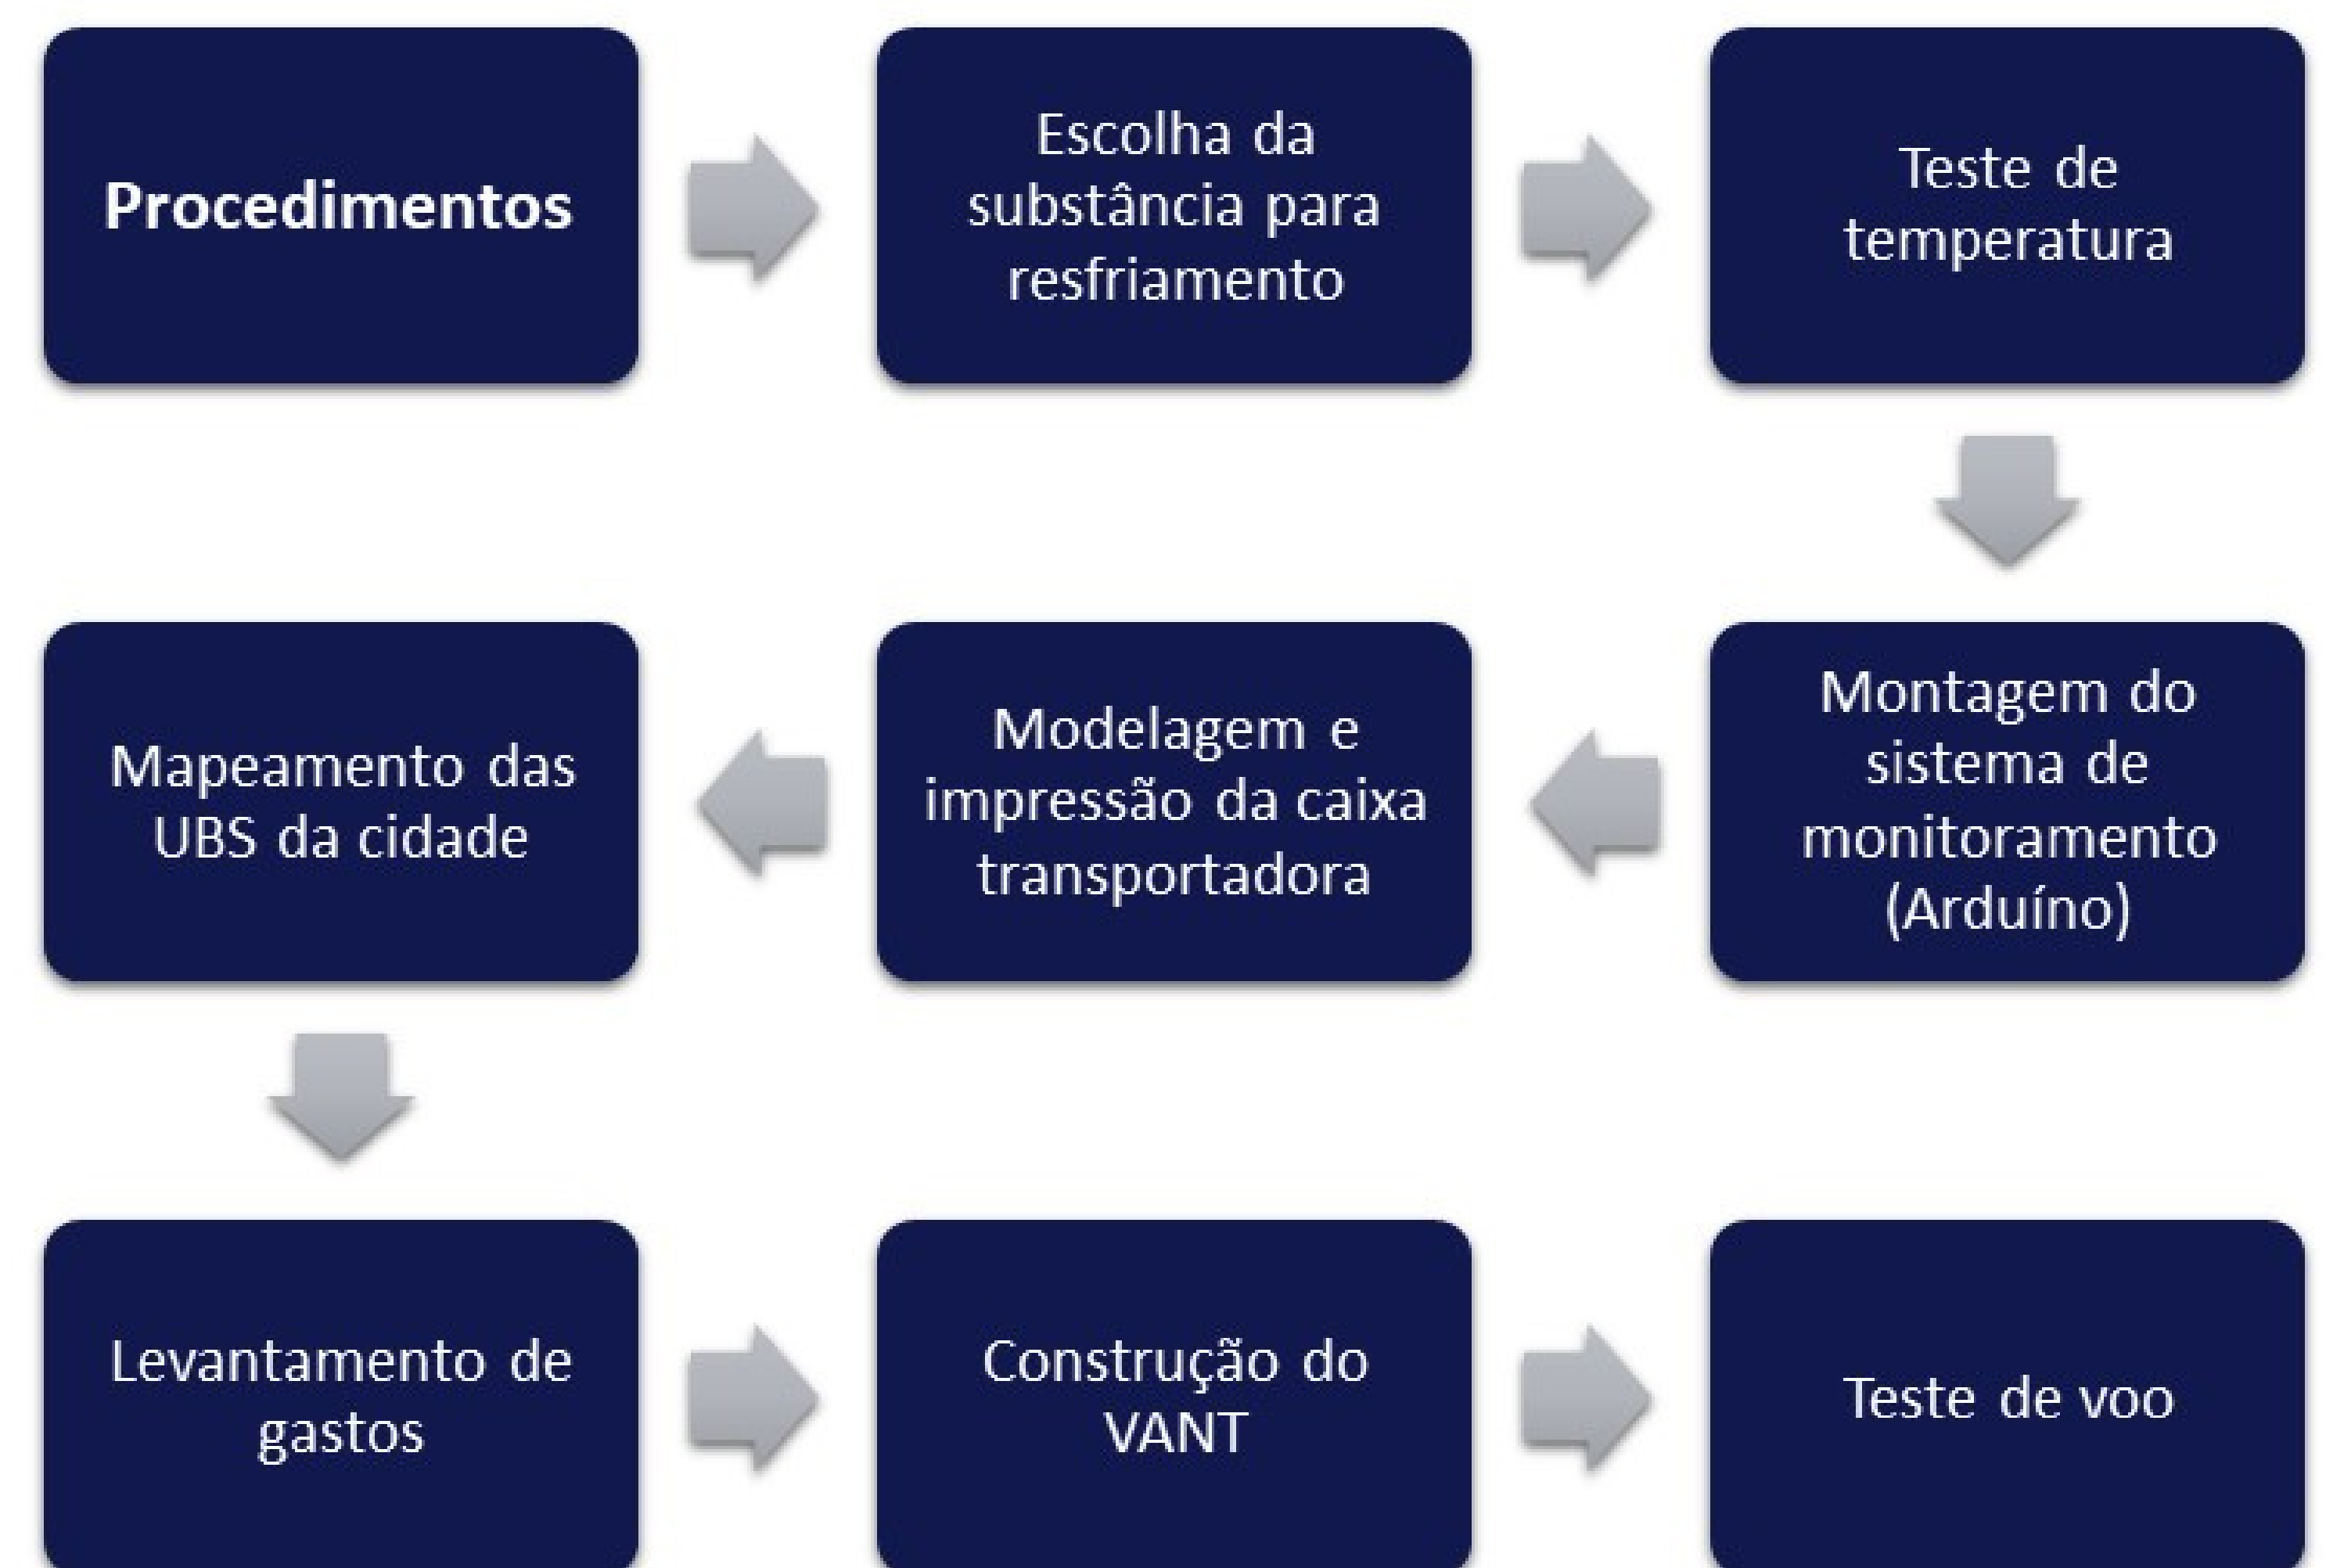 Procedimentos
Escolha da
substância para
resfriamento
Teste de
temperatura
Montagem do
sistema de
monitoramento
(Arduíno)
Modelagem e
impressão da caixa
transportadora
Mapeamento das
UBS da cidade
Levantamento de
gastos
Construção do
VANT
Teste de voo